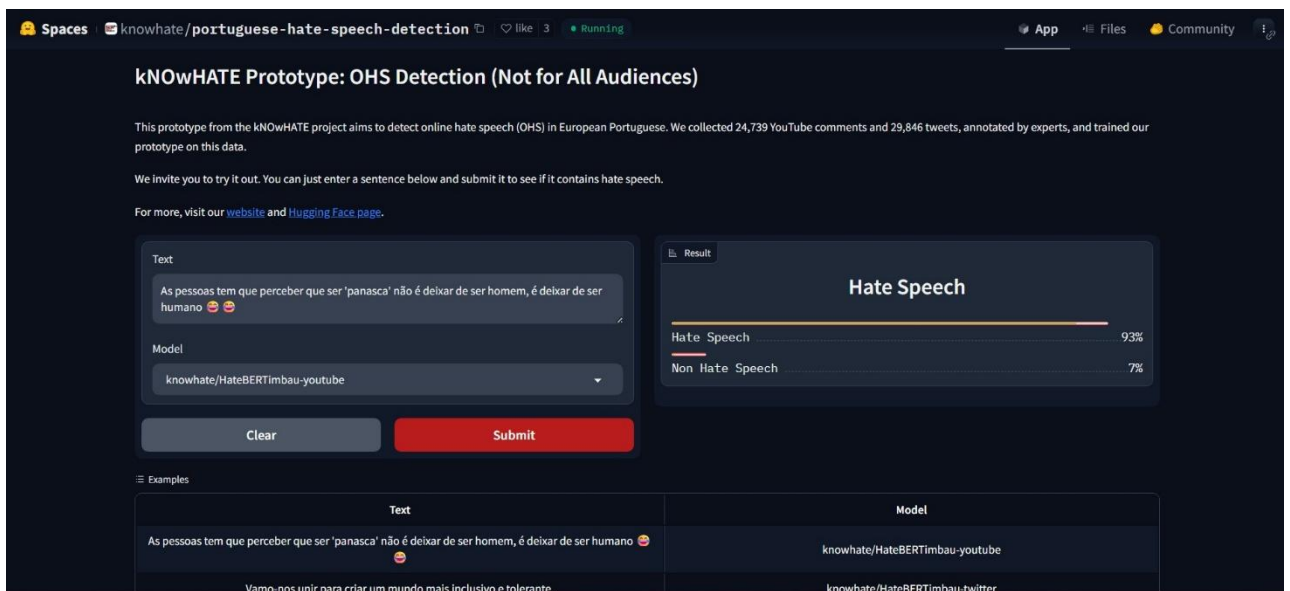 Spaces knowhate/portuguese-hate-speech-detection like 3 Running App Files Community
kNOwHATE Prototype: OHS Detection (Not for All Audiences)
This prototype from the kNOwHATE project aims to detect online hate speech (OHS) in European Portuguese. We collected 24,739 YouTube comments and 29,846 tweets, annotated by experts, and trained our
prototype on this data.
We invite you to try it out. You can just enter a sentence below and submit it to see if it contains hate speech.
For more, visit our website and Hugging Face page.
Text
As pessoas tem que perceber que ser 'panasca' não é deixar de ser homem, é deixar de ser
humano 😂 😂
Model
knowhate/HateBERTimbau-youtube
Clear Submit
Result
Hate Speech
Hate Speech 93%
Non Hate Speech 7%
Examples
Text Model
As pessoas tem que perceber que ser 'panasca' não é deixar de ser homem, é deixar de ser humano 😂
😂
knowhate/HateBERTimbau-youtube
Vamo-nos unir para criar um mundo mais inclusivo e tolerante knowhate/HateBERTimbau-twitter